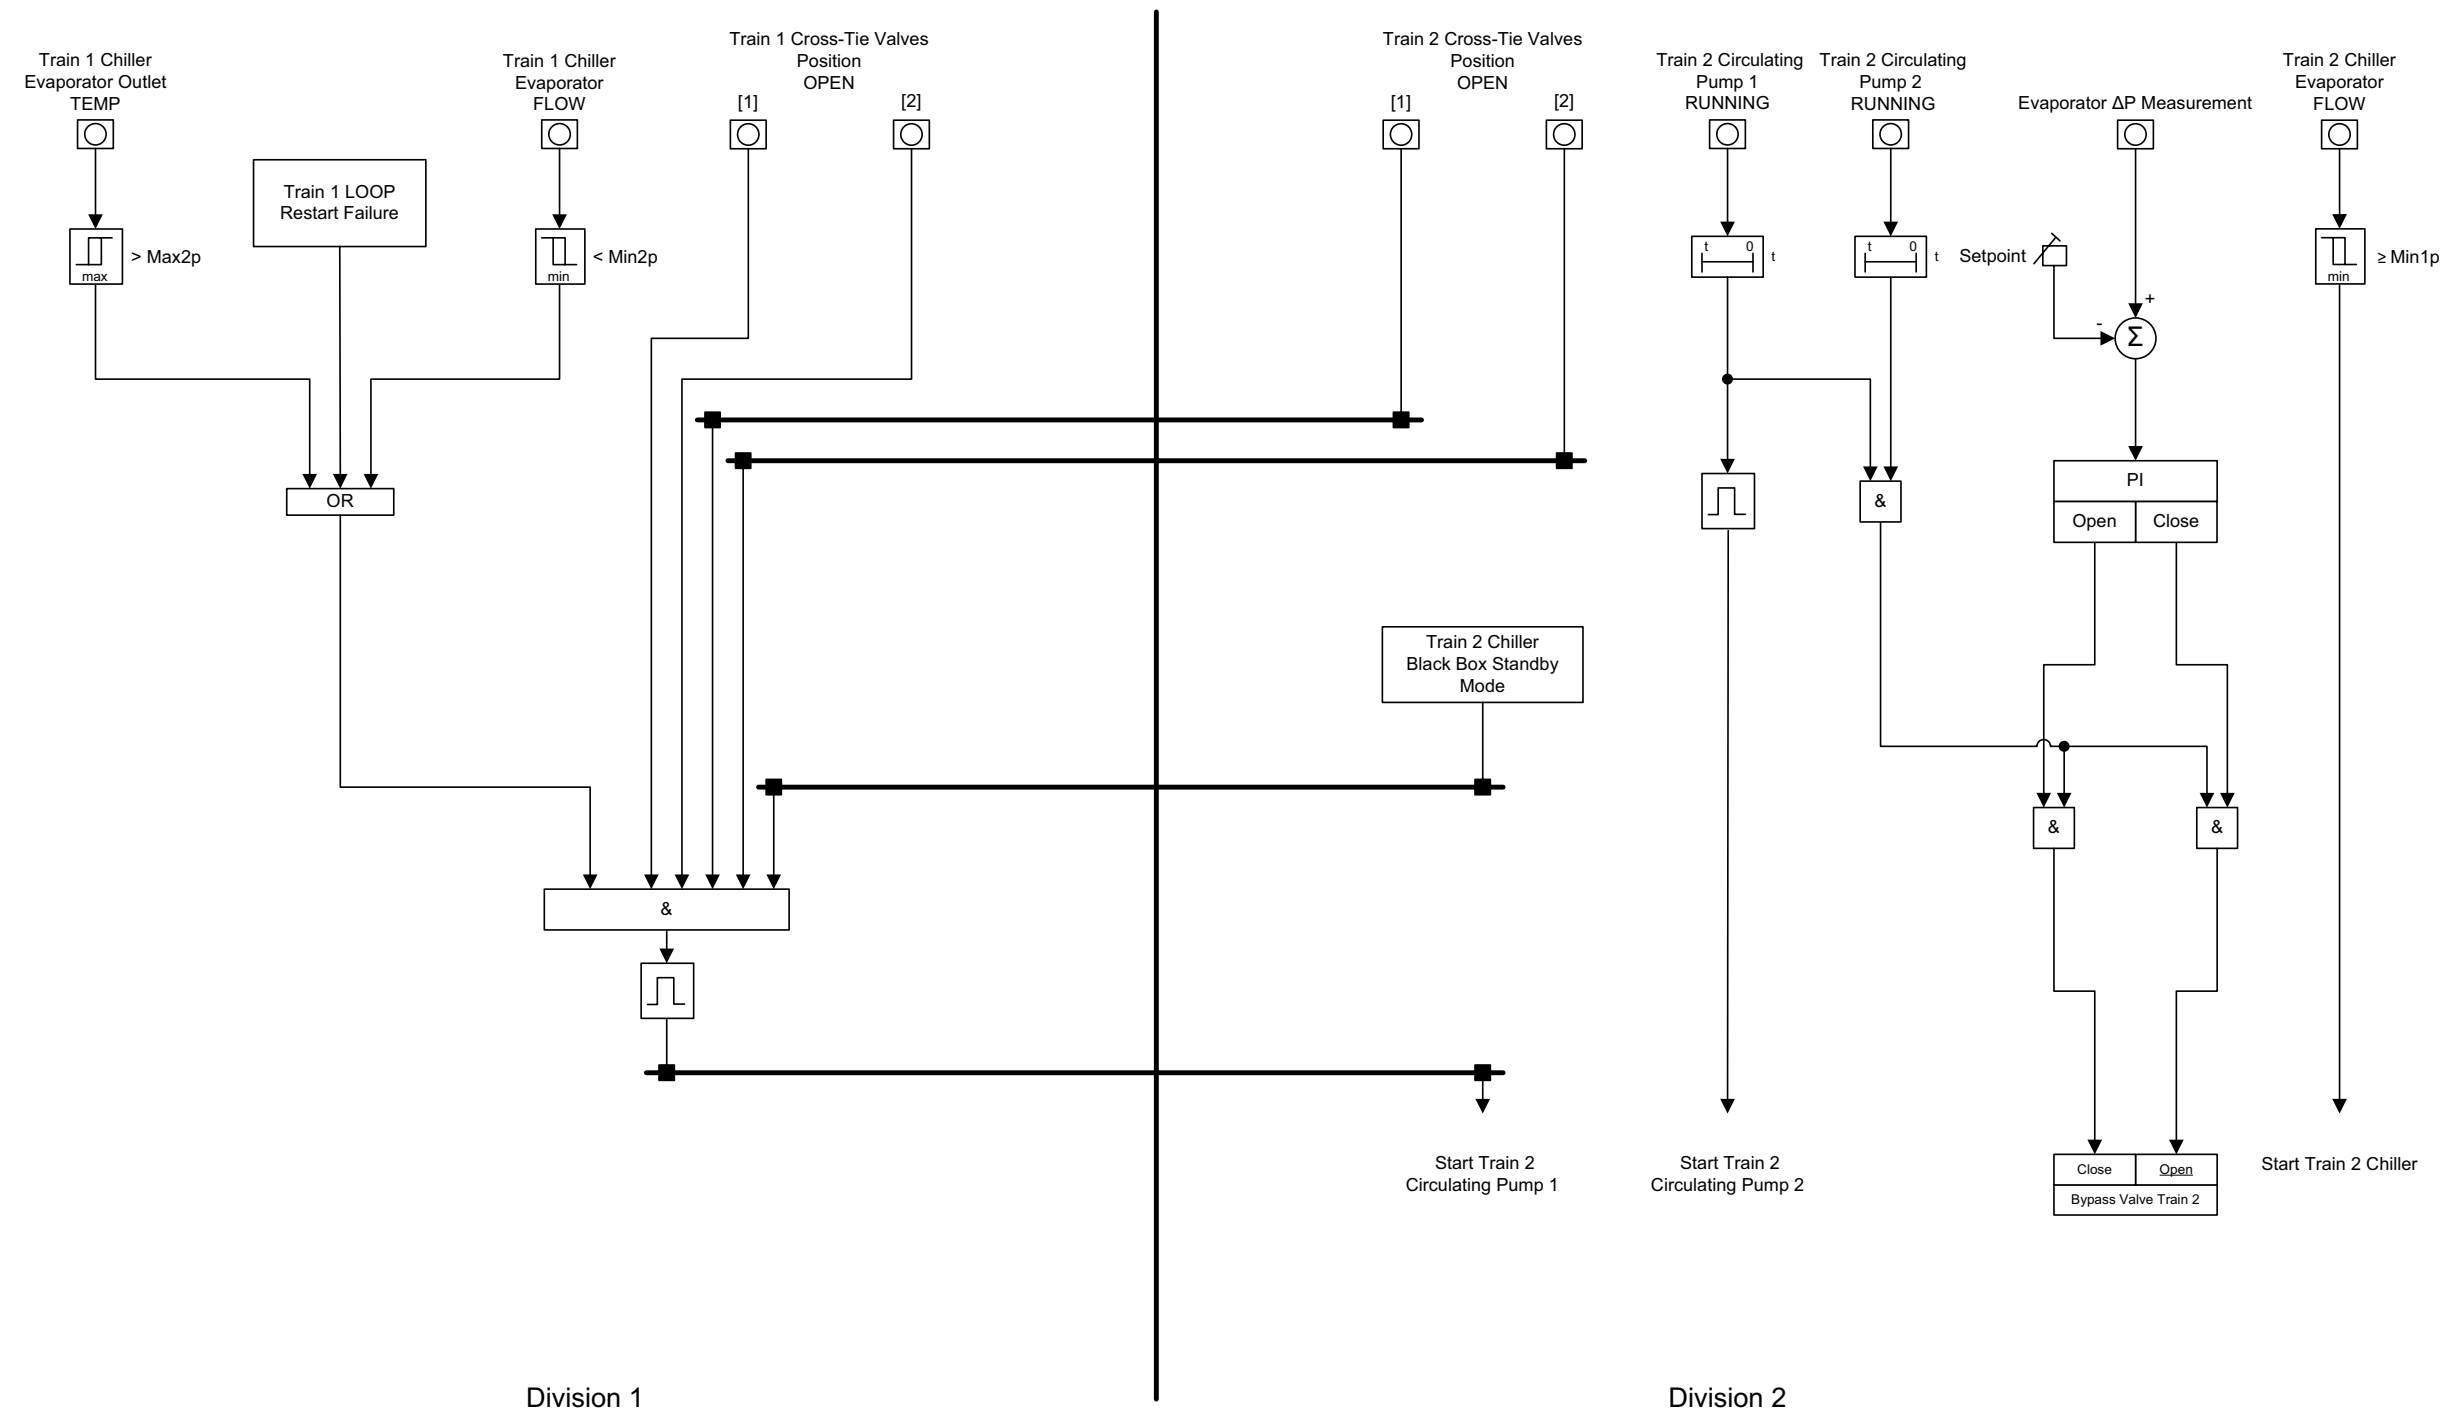 Train 1 Chiller
Evaporator Outlet
TEMP
Train 1 LOOP
Restart Failure
Train 1 Chiller
Evaporator
FLOW
Train 1 Cross-Tie Valves
Position
OPEN
[1]
[2]
Train 2 Cross-Tie Valves
Position
OPEN
[1]
[2]
Train 2 Circulating
Pump 1
RUNNING
Train 2 Circulating
Pump 2
RUNNING
Evaporator ΔP Measurement
Train 2 Chiller
Evaporator
FLOW
max
> Max2p
min
< Min2p
t 0
t
t 0
t
Setpoint
+
-
Σ
min
≥ Min1p
OR
&
PI
Open
Close
Train 2 Chiller
Black Box Standby
Mode
&
&
&
Start Train 2
Circulating Pump 1
Start Train 2
Circulating Pump 2
Close
Open
Bypass Valve Train 2
Start Train 2 Chiller
Division 1
Division 2